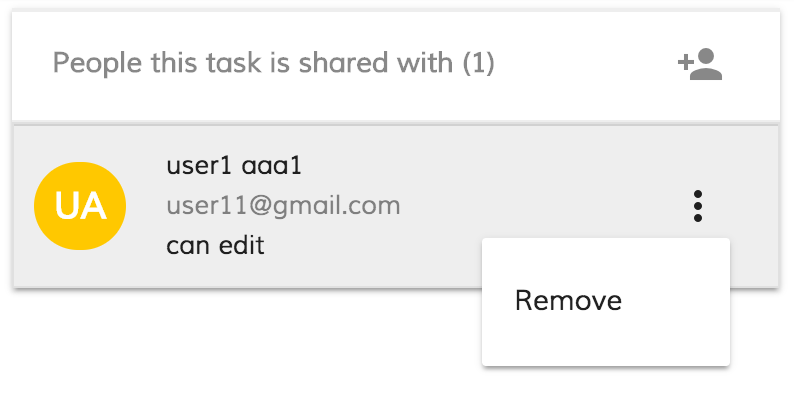 People this task is shared with (1)
UA
user1 aaa1
user11@gmail.com
can edit
Remove